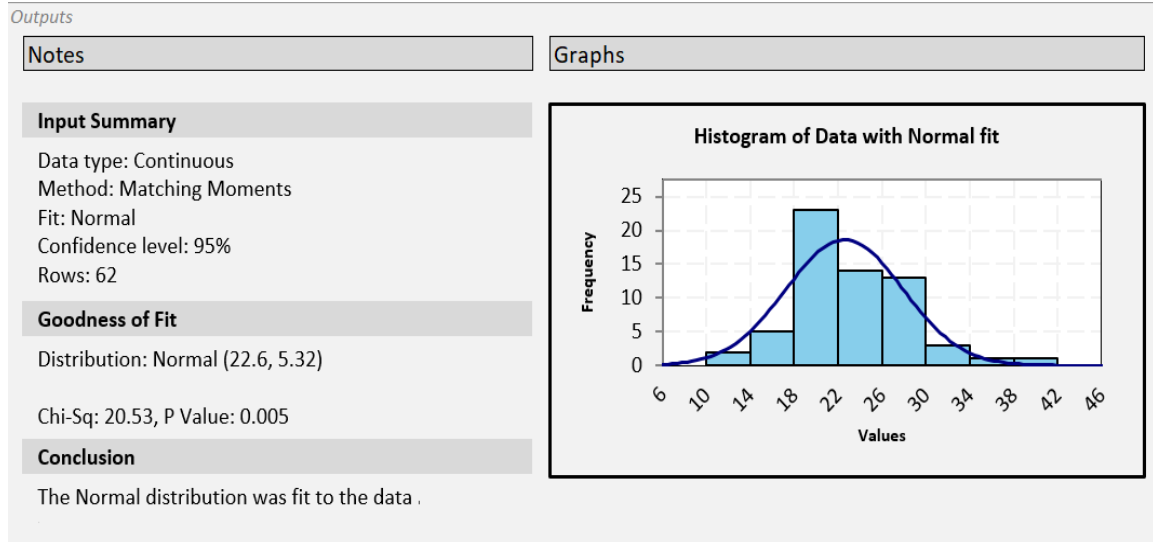 Outputs
Notes
Graphs
Input Summary
Data type: Continuous
Method: Matching Moments
Fit: Normal
Confidence level: 95%
Rows: 62
Goodness of Fit
Distribution: Normal (22.6, 5.32)
Chi-Sq: 20.53, P Value: 0.005
Conclusion
The Normal distribution was fit to the data .
Histogram of Data with Normal fit
Frequency
25
20
15
10
5
0
6 10 14 18 22 26 30 34 38 42 46
Values